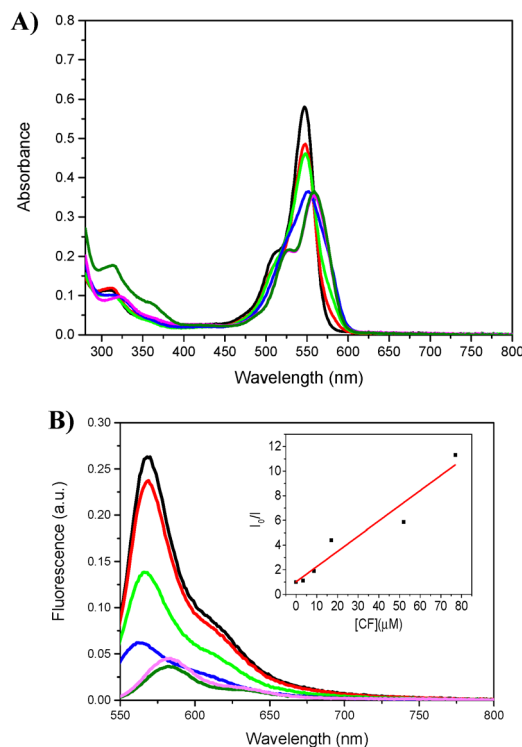 A)
0.8
0.7
0.6
0.5
0.4
0.3
0.2
0.1
0.0
Absorbance
300 350 400 450 500 550 600 650 700 750 800
Wavelength (nm)
B)
0.30
0.25
0.20
0.15
0.10
0.05
0.00
Fluorescence (a.u.)
550 600 650 700 750 800
Wavelength (nm)
12
10
8
6
4
2
0
I₀/I
0 10 20 30 40 50 60 70 80
[CF](μM)